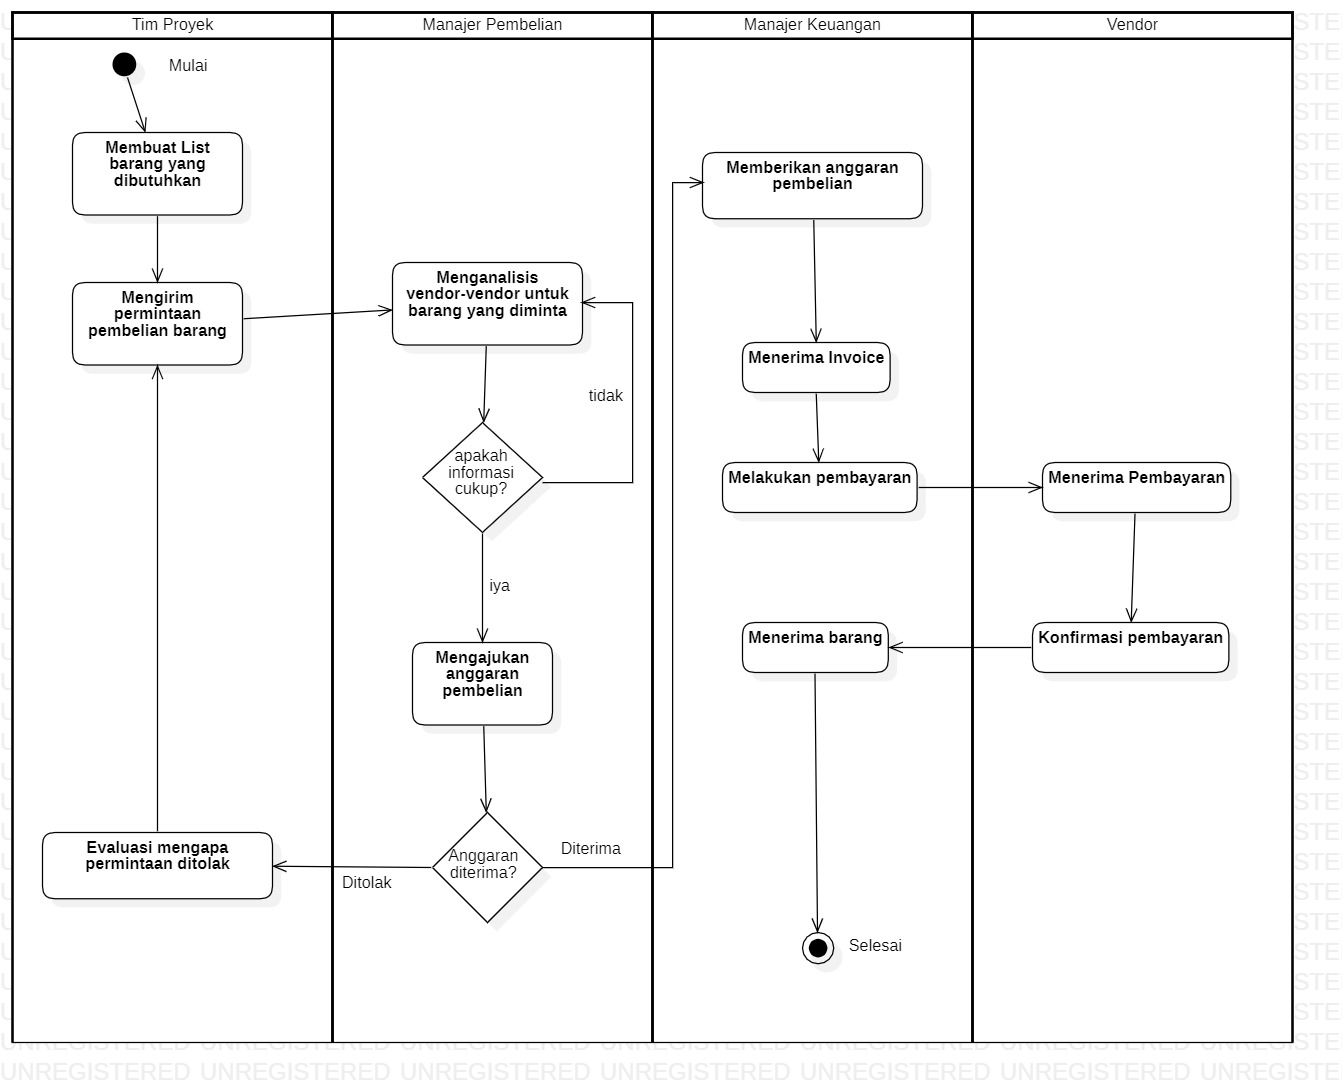 Tim Proyek
Manajer Pembelian
Manajer Keuangan
Vendor
Mulai
Membuat List
barang yang
dibutuhkan
Mengirim
permintaan
pembelian barang
Evaluasi mengapa
permintaan ditolak
Menganalisis
vendor-vendor untuk
barang yang diminta
tidak
apakah
informasi
cukup?
iya
Mengajukan
anggaran
pembelian
Anggaran
diterima?
Ditolak
Diterima
Memberikan anggaran
pembelian
Menerima Invoice
Melakukan pembayaran
Menerima Pembayaran
Konfirmasi pembayaran
Menerima barang
Selesai
UNREGISTERED UNREGISTERED UNREGISTERED UNREGISTERED UNREGISTERED UNREGISTERED UNREGISTE